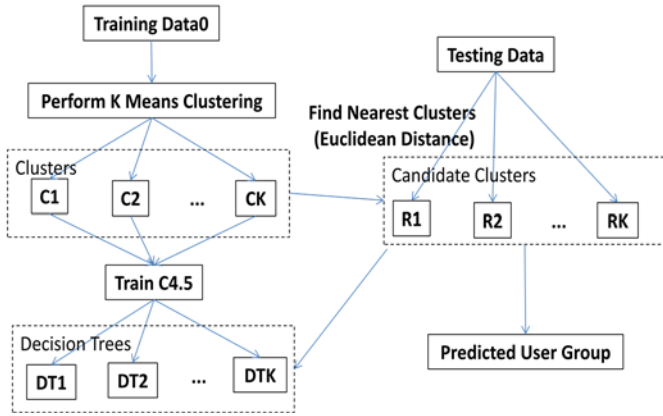 Training Data0
Perform K Means Clustering
Clusters
C1 C2 ... CK
Train C4.5
Decision Trees
DT1 DT2 ... DTK
Testing Data
Find Nearest Clusters
(Euclidean Distance)
Candidate Clusters
R1 R2 ... RK
Predicted User Group